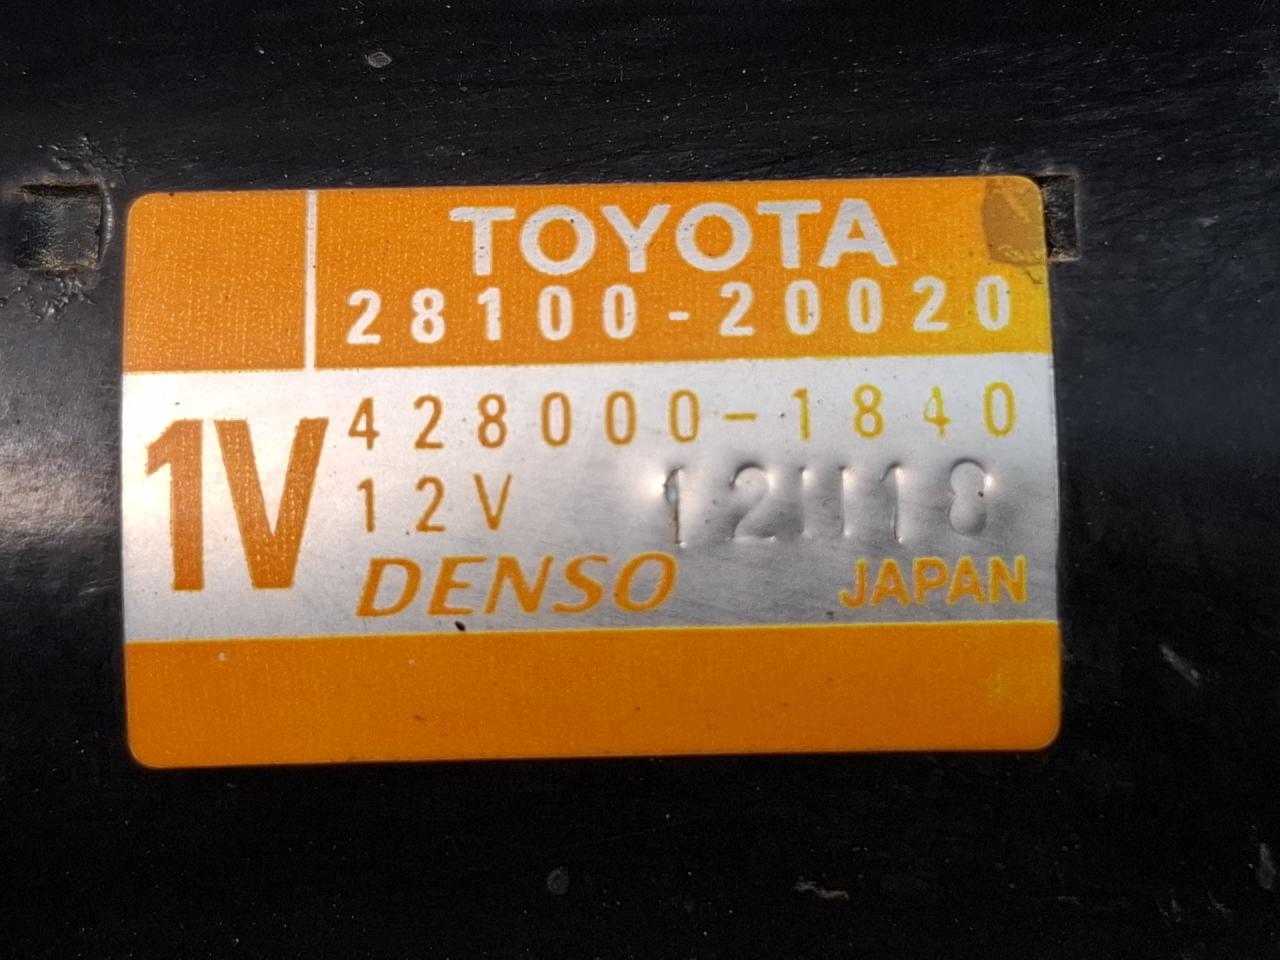 TOYOTA
28100-20020
1V
428000-1840
12V
DENSO JAPAN